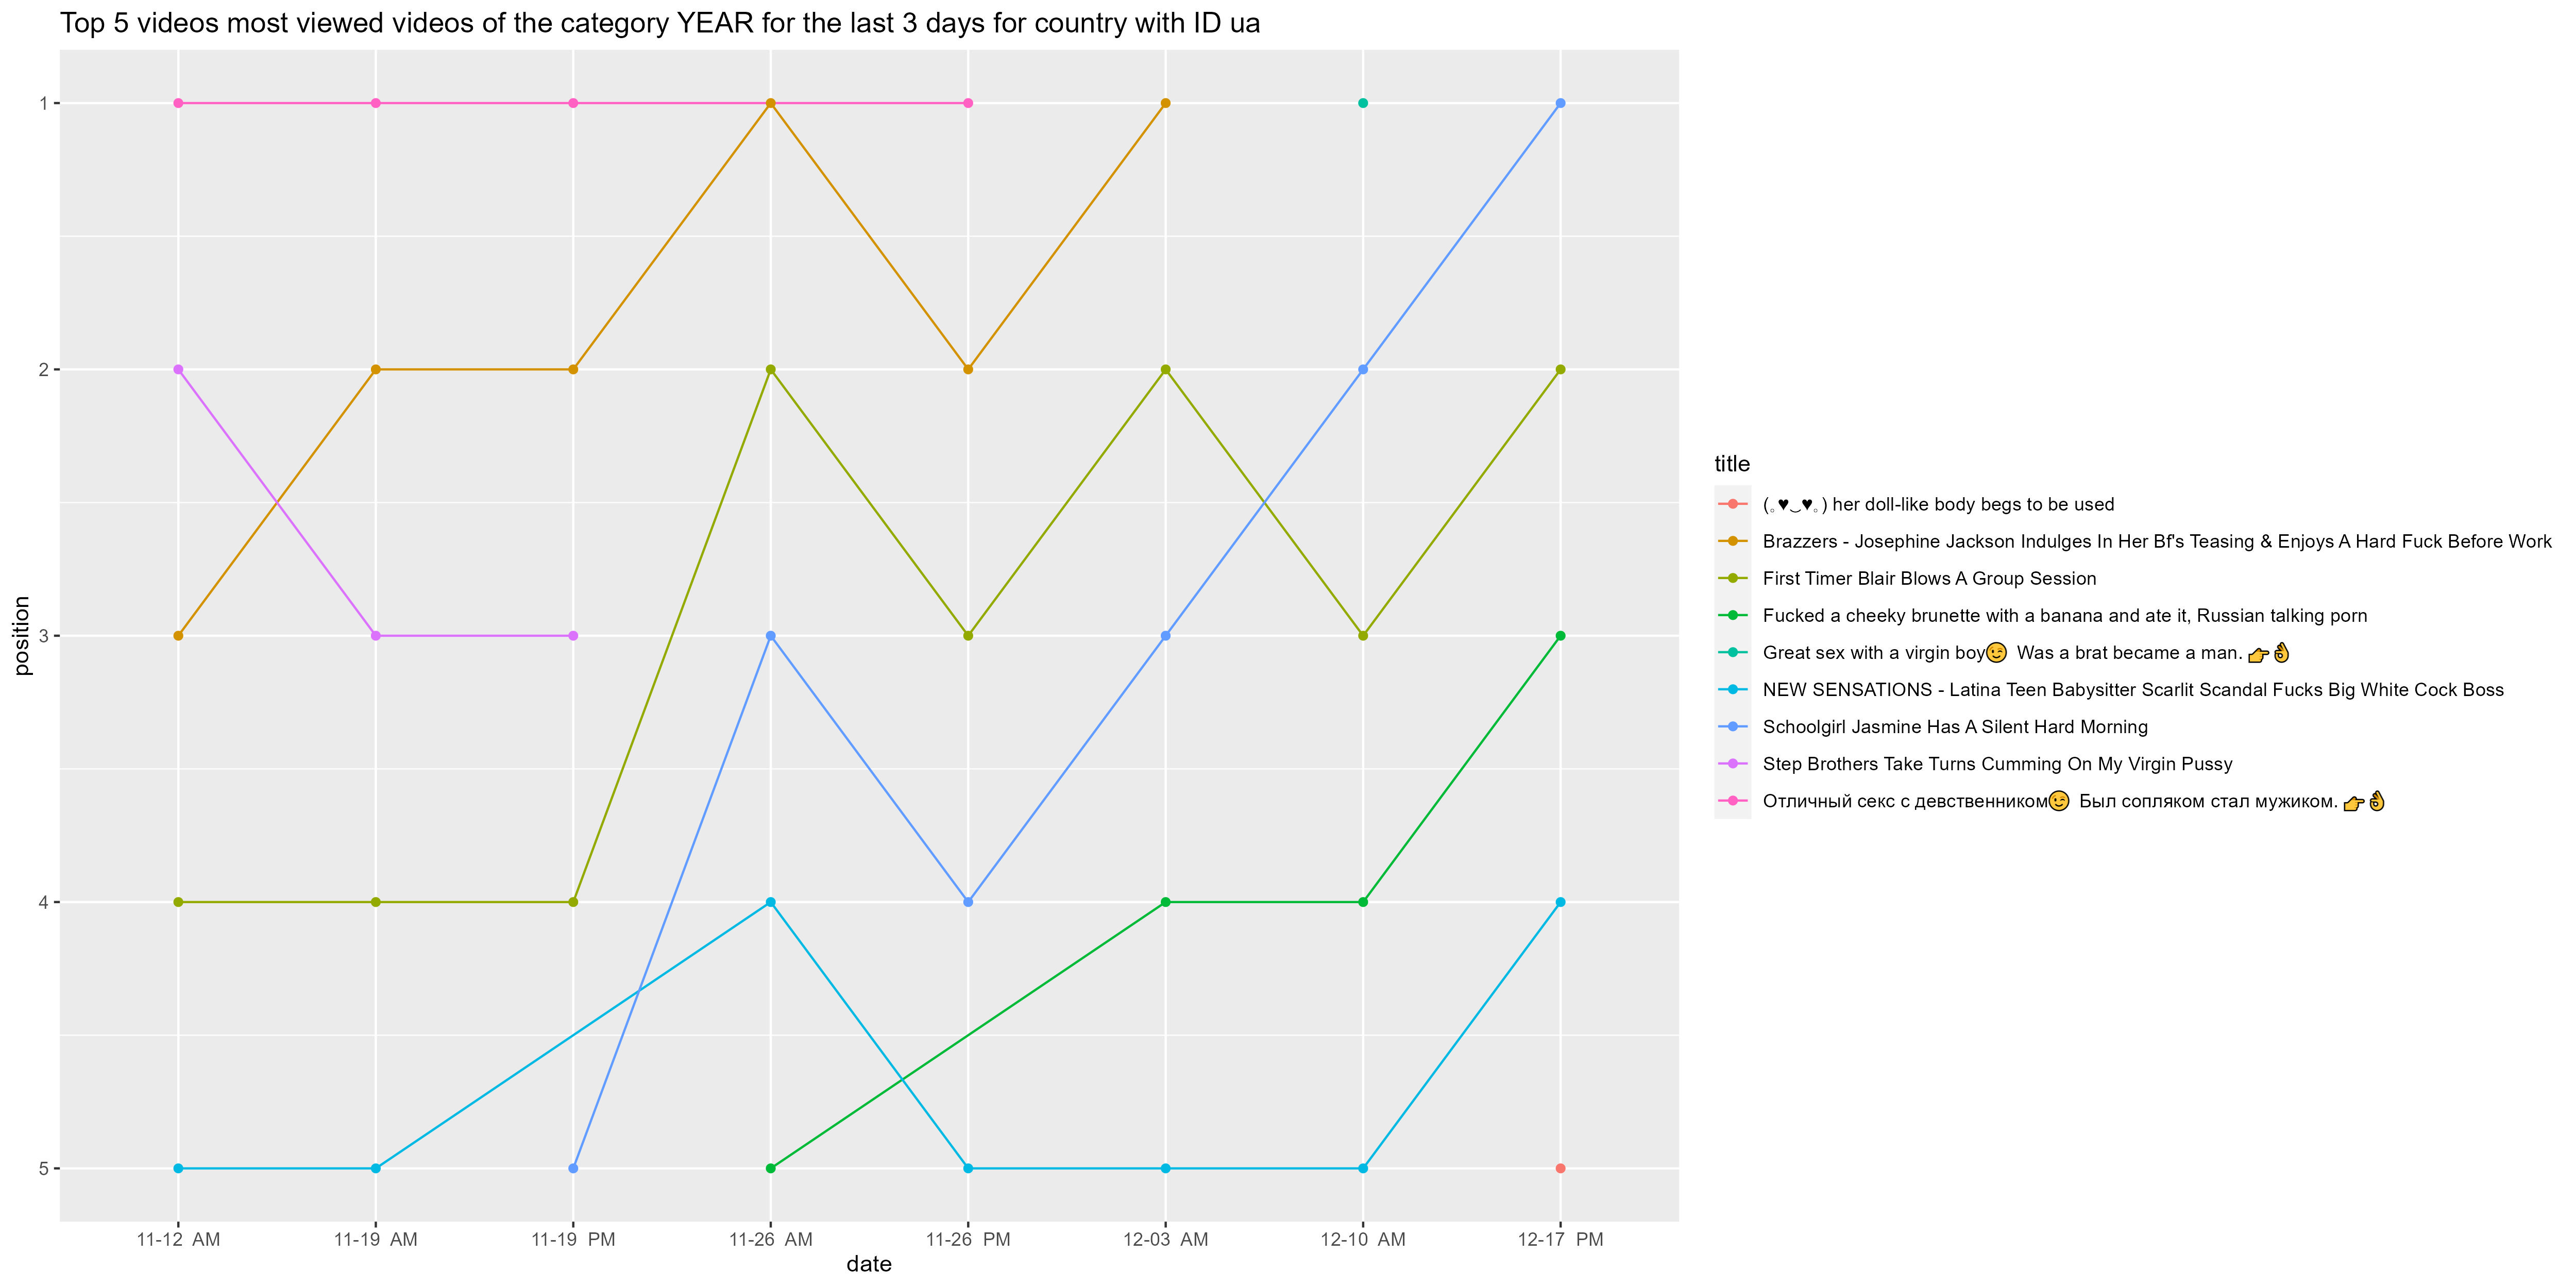 Top 5 videos most viewed videos of the category YEAR for the last 3 days for country with ID ua
position
1
2
3
4
5
11-12 AM
11-19 AM
11-19 PM
11-26 AM
11-26 PM
12-03 AM
12-10 AM
12-17 PM
date
title
(｡♥‿♥｡) her doll-like body begs to be used
Brazzers - Josephine Jackson Indulges In Her Bf's Teasing & Enjoys A Hard Fuck Before Work
First Timer Blair Blows A Group Session
Fucked a cheeky brunette with a banana and ate it, Russian talking porn
Great sex with a virgin boy😉 Was a brat became a man. 👉👌
NEW SENSATIONS - Latina Teen Babysitter Scarlit Scandal Fucks Big White Cock Boss
Schoolgirl Jasmine Has A Silent Hard Morning
Step Brothers Take Turns Cumming On My Virgin Pussy
Отличный секс с девственником😉 Был сопляком стал мужиком. 👉👌